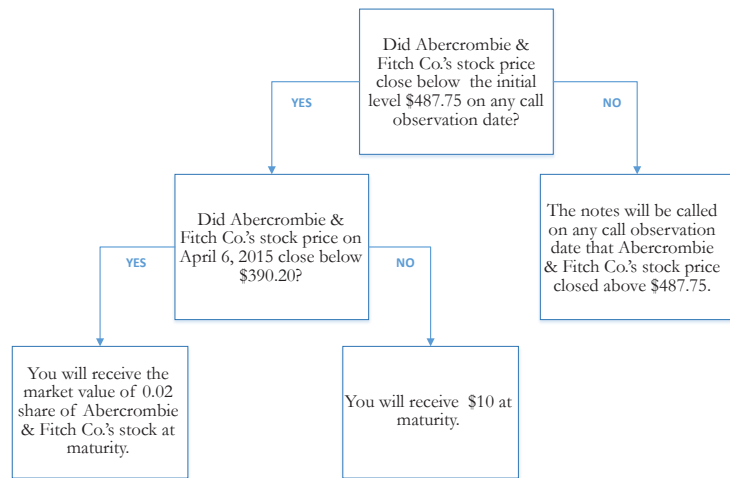 Did Abercrombie &
Fitch Co.'s stock price
close below the initial
level $487.75 on any call
observation date?
YES
NO
Did Abercrombie &
Fitch Co.'s stock price on
April 6, 2015 close below
$390.20?
The notes will be called
on any call observation
date that Abercrombie
& Fitch Co.'s stock price
closed above $487.75.
YES
NO
You will receive the
market value of 0.02
share of Abercrombie
& Fitch Co.'s stock at
maturity.
You will receive $10 at
maturity.